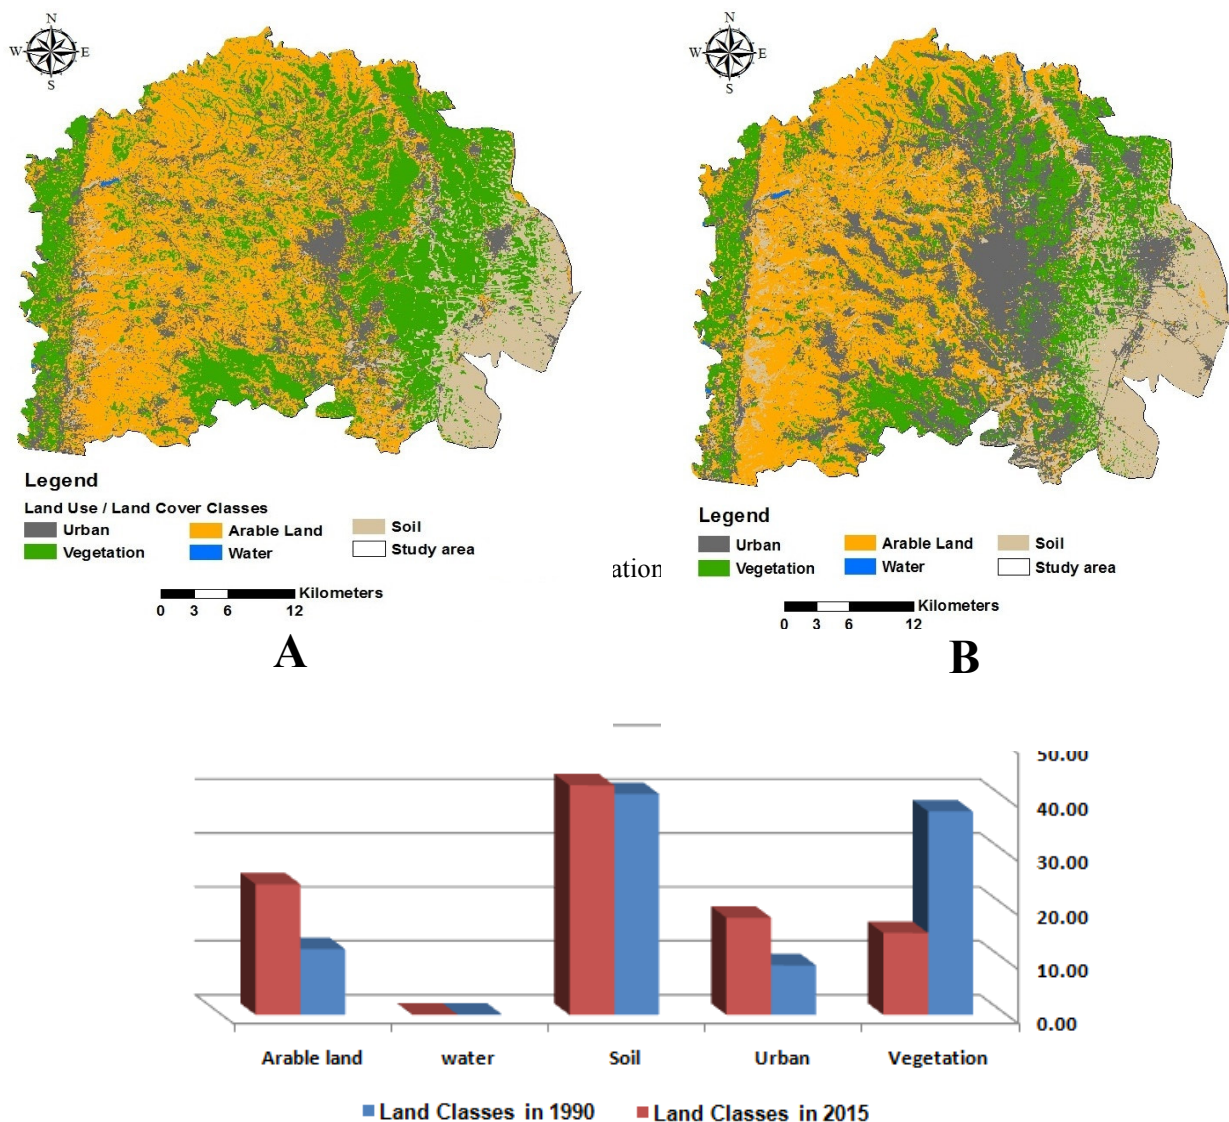 N
W E
S
N
W E
S
Legend
Land Use / Land Cover Classes
Urban
Arable Land
Soil
Vegetation
Water
Study area
Kilometers
0 3 6 12
A
ation
Legend
Urban
Arable Land
Soil
Vegetation
Water
Study area
Kilometers
0 3 6 12
B
50.00
40.00
30.00
20.00
10.00
0.00
Arable land water Soil Urban Vegetation
Land Classes in 1990 Land Classes in 2015